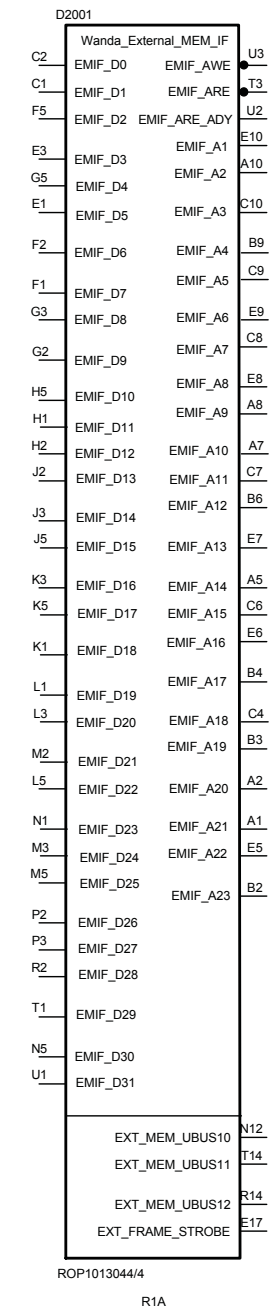 D2001
Wanda_External_MEM_IF
C2 EMIF_D0 EMIF_AWE U3
C1 EMIF_D1 EMIF_ARE T3
F5 EMIF_D2 EMIF_ARE_ADY U2
EMIF_A1 E10
E3 EMIF_D3 EMIF_A2 A10
G5 EMIF_D4
E1 EMIF_D5 EMIF_A3 C10
F2 EMIF_D6 EMIF_A4 B9
EMIF_A5 C9
F1 EMIF_D7
G3 EMIF_D8 EMIF_A6 E9
G2 EMIF_D9 EMIF_A7 C8
EMIF_A8 E8
H5 EMIF_D10 EMIF_A9 A8
H1 EMIF_D11
H2 EMIF_D12 EMIF_A10 A7
J2 EMIF_D13 EMIF_A11 C7
EMIF_A12 B6
J3 EMIF_D14
J5 EMIF_D15 EMIF_A13 E7
K3 EMIF_D16 EMIF_A14 A5
K5 EMIF_D17 EMIF_A15 C6
K1 EMIF_D18 EMIF_A16 E6
EMIF_A17 B4
L1 EMIF_D19
L3 EMIF_D20 EMIF_A18 C4
EMIF_A19 B3
M2 EMIF_D21
L5 EMIF_D22 EMIF_A20 A2
N1 EMIF_D23 EMIF_A21 A1
M3 EMIF_D24 EMIF_A22 E5
M5 EMIF_D25 EMIF_A23 B2
P2 EMIF_D26
P3 EMIF_D27
R2 EMIF_D28
T1 EMIF_D29
N5 EMIF_D30
U1 EMIF_D31
EXT_MEM_UBUS10 N12
EXT_MEM_UBUS11 T14
EXT_MEM_UBUS12 R14
EXT_FRAME_STROBE E17
ROP1013044/4
R1A